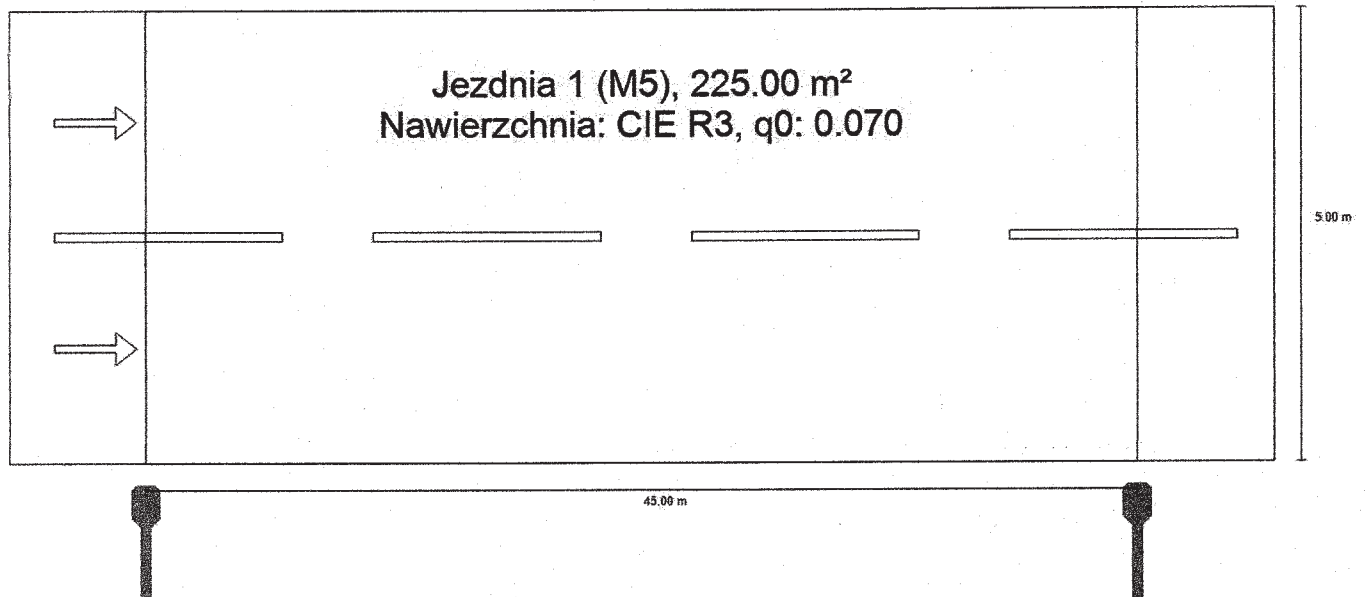 Jezdnia 1 (M5), 225.00 m²
Nawierzchnia: CIE R3, q0: 0.070
5.00 m
45.00 m